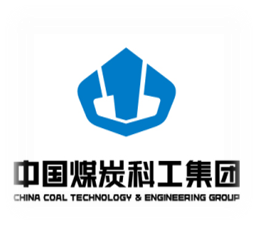 中国煤炭科工集团
CHINA COAL TECHNOLOGY & ENGINEERING GROUP